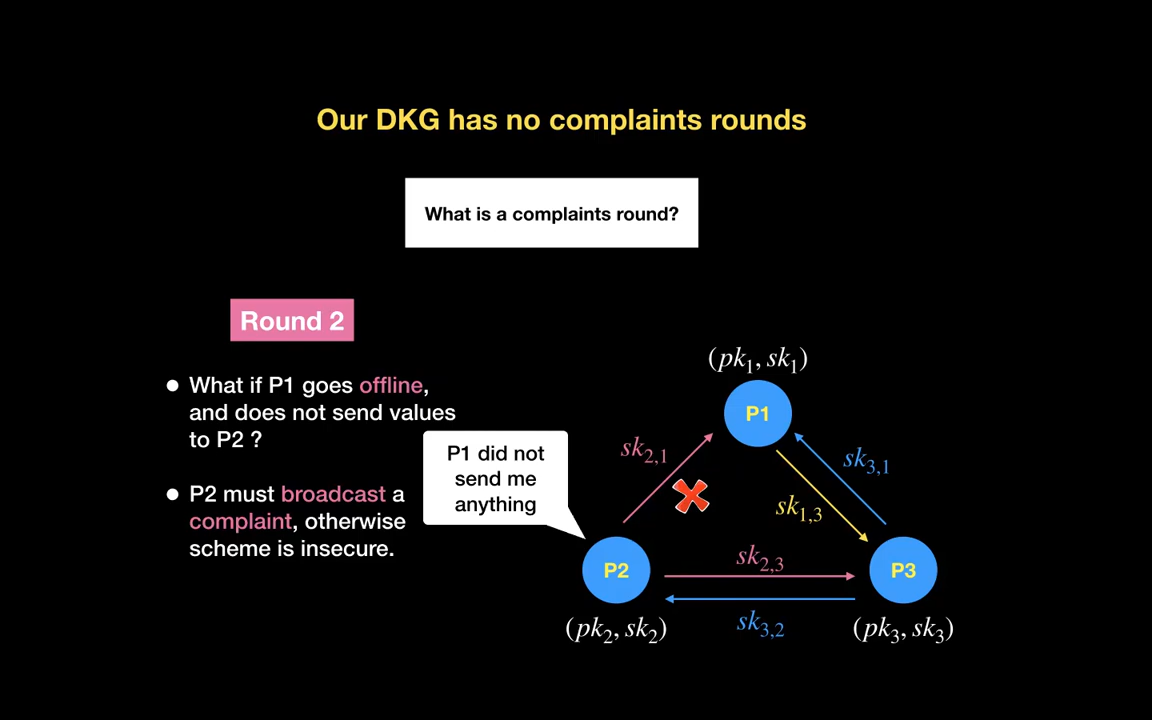 Our DKG has no complaints rounds
What is a complaints round?
Round 2
● What if P1 goes offline,
and does not send values
to P2 ?
● P2 must broadcast a
complaint, otherwise
scheme is insecure.
P1 did not
send me
anything
(pk₁, sk₁)
P1
sk₂,₁
sk₃,₁
sk₁,₃
P2
sk₂,₃
P3
sk₃,₂
(pk₂, sk₂)
(pk₃, sk₃)